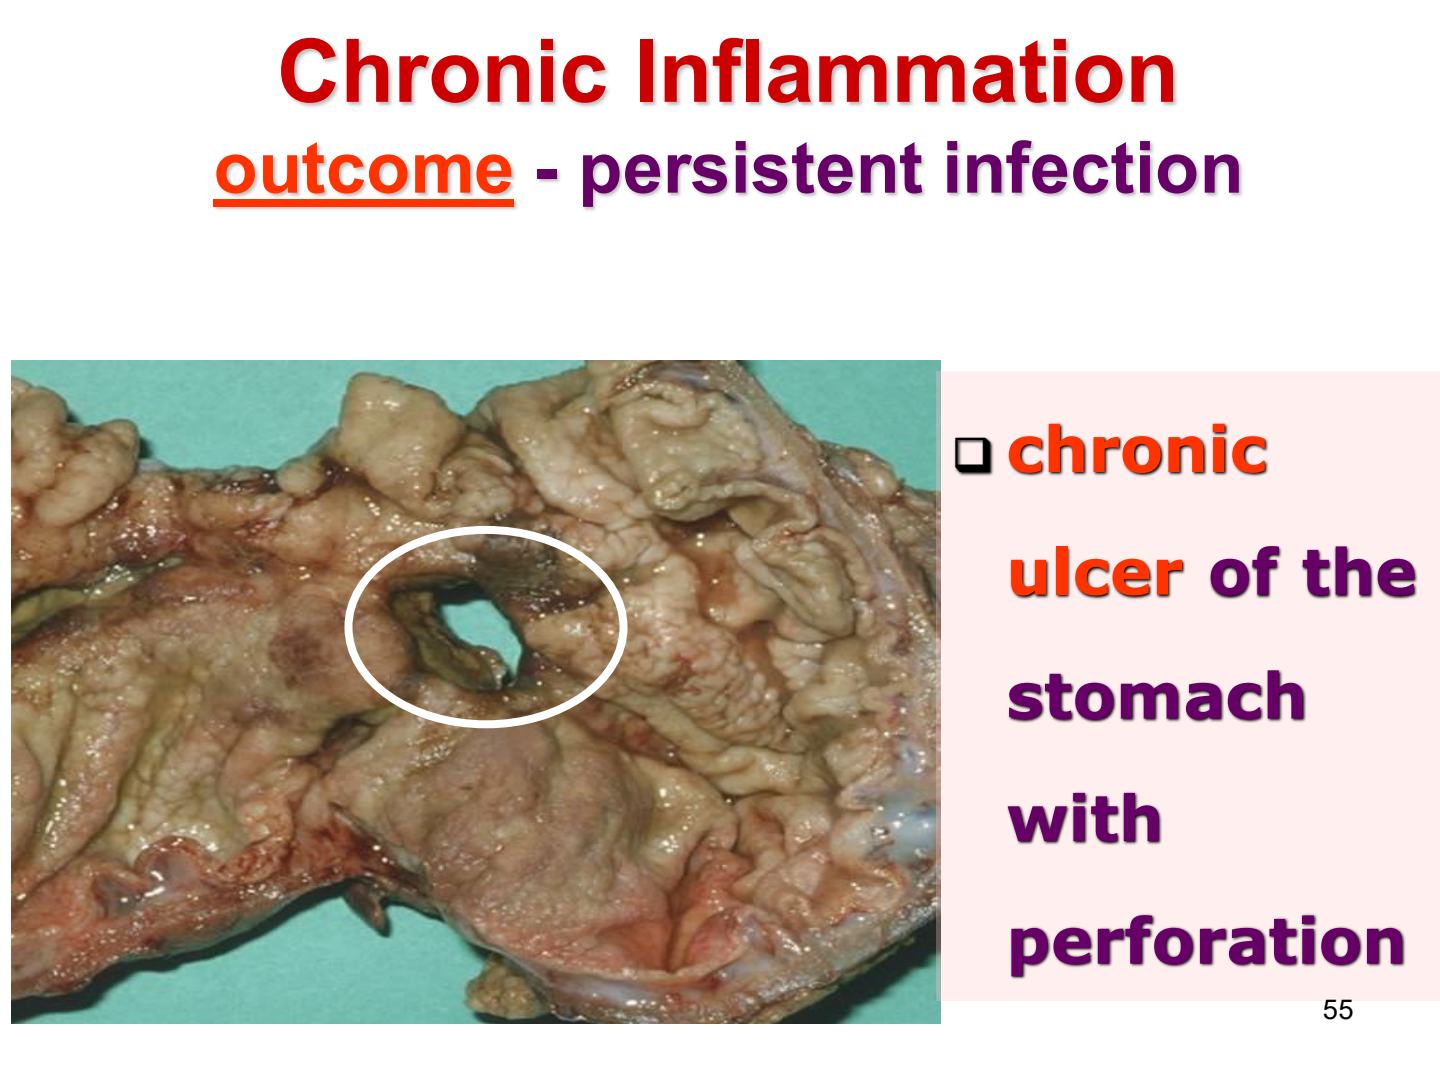 Chronic Inflammation
outcome - persistent infection
chronic
ulcer of the
stomach
with
perforation
55